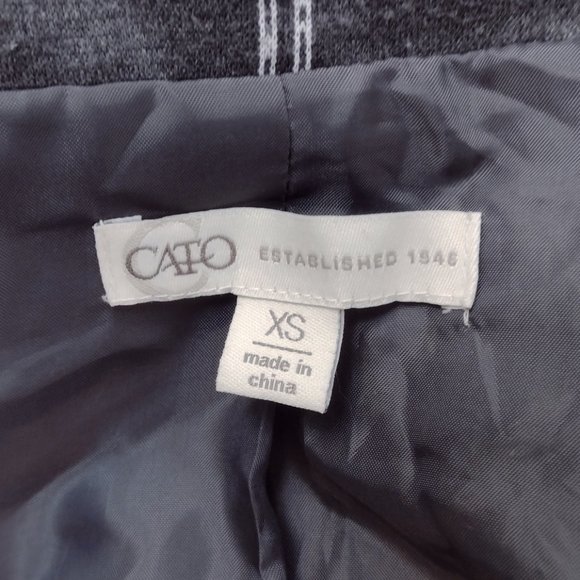 CATO ESTABLISHED 1946
XS
made in
china